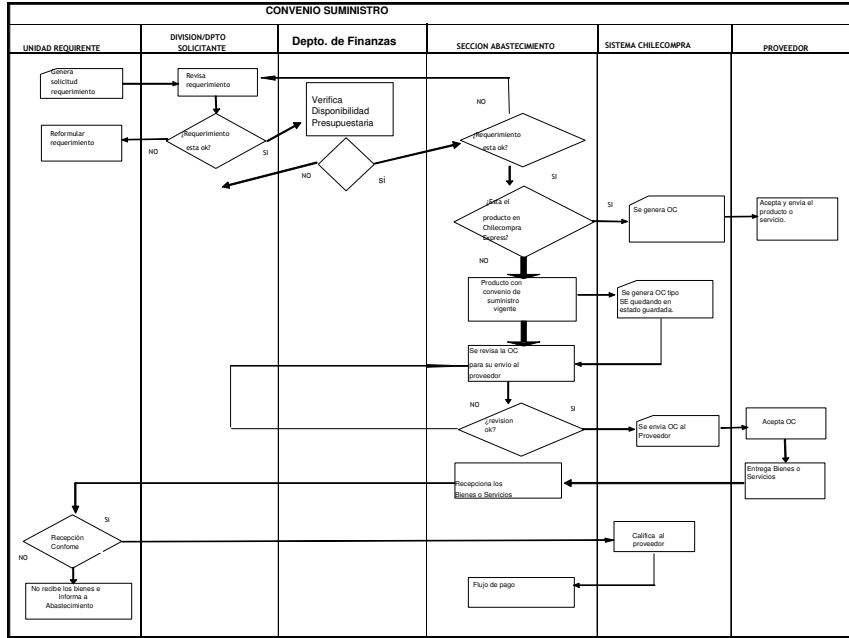 CONVENIO SUMINISTRO
UNIDAD REQUIRENTE
DIVISION/DPTO
SOLICITANTE
Depto. de Finanzas
SECCION ABASTECIMIENTO
SISTEMA CHILECOMPRA
PROVEEDOR
Genera
solicitud
requerimiento
Revisa
requerimiento
Verifica
Disponibilidad
Presupuestaria
NO
Reformular
requerimiento
¿Requerimiento
esta ok?
NO
SI
¿Requerimiento
esta ok?
NO
sí
SI
¿Esta el
producto en
Chilecompra
Express?
SI
Se genera OC
Acepta y envía el
producto o
servicio.
NO
Producto con
convenio de
suministro
vigente
Se genera OC tipo
SE quedando en
estado guardada.
Se revisa la OC
para su envío al
proveedor
NO
SI
¿revision
ok?
Se envía OC al
Proveedor
Acepta OC
Recepciona los
Bienes o Servicios
Entrega Bienes o
Servicios
SI
Recepción
Confome
NO
Califica al
proveedor
No recibe los bienes e
Informa a
Abastecimiento
Flujo de pago